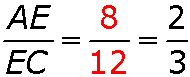 AE/EC = 8/12 = 2/3